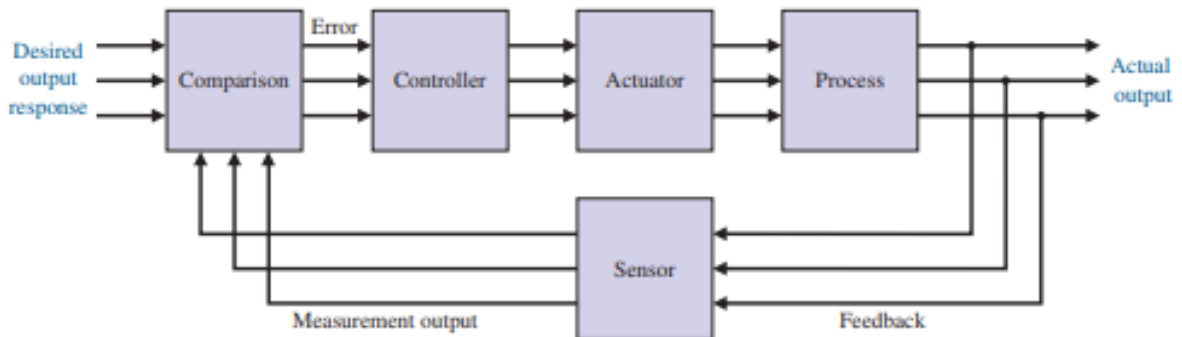 Desired
output
response
Comparison
Error
Controller
Actuator
Process
Actual
output
Sensor
Measurement output
Feedback